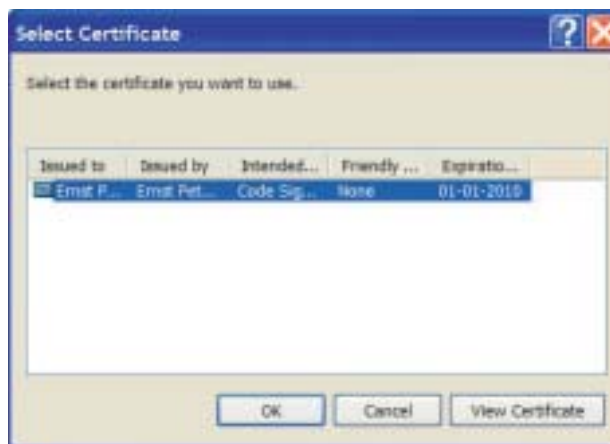 Select Certificate
Select the certificate you want to use.
Issued to Issued by Intended... Friendly ... Expiratio...
Ernst P... Ernst Pet... Code Sig... None 01-01-2010
OK Cancel View Certificate